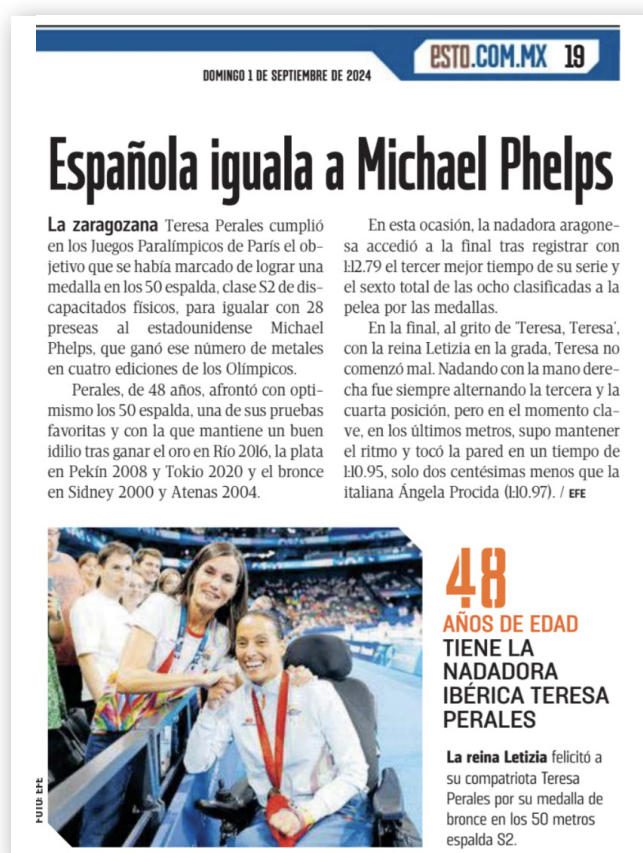 esto.COM.MX 19
DOMINGO 1 DE SEPTIEMBRE DE 2024
Española iguala a Michael Phelps
La zaragozana Teresa Perales cumplió
en los Juegos Paralímpicos de París el ob-
jetivo que se había marcado de lograr una
medalla en los 50 espalda, clase S2 de dis-
capacitados físicos, para igualar con 28
preseas al estadounidense Michael
Phelps, que ganó ese número de metales
en cuatro ediciones de los Olímpicos.
Perales, de 48 años, afrontó con opti-
mismo los 50 espalda, una de sus pruebas
favoritas y con la que mantiene un buen
idilio tras ganar el oro en Río 2016, la plata
en Pekín 2008 y Tokio 2020 y el bronce
en Sidney 2000 y Atenas 2004.
En esta ocasión, la nadadora aragone-
sa accedió a la final tras registrar con
1:12.79 el tercer mejor tiempo de su serie y
el sexto total de las ocho clasificadas a la
pelea por las medallas.
En la final, al grito de 'Teresa, Teresa',
con la reina Letizia en la grada, Teresa no
comenzó mal. Nadando con la mano dere-
cha fue siempre alternando la tercera y la
cuarta posición, pero en el momento cla-
ve, en los últimos metros, supo mantener
el ritmo y tocó la pared en un tiempo de
1:10.95, solo dos centésimas menos que la
italiana Ángela Procida (1:10.97). / EFE
FOTO: EFE
48
AÑOS DE EDAD
TIENE LA
NADADORA
IBÉRICA TERESA
PERALES
La reina Letizia felicitó a
su compatriota Teresa
Perales por su medalla de
bronce en los 50 metros
espalda S2.